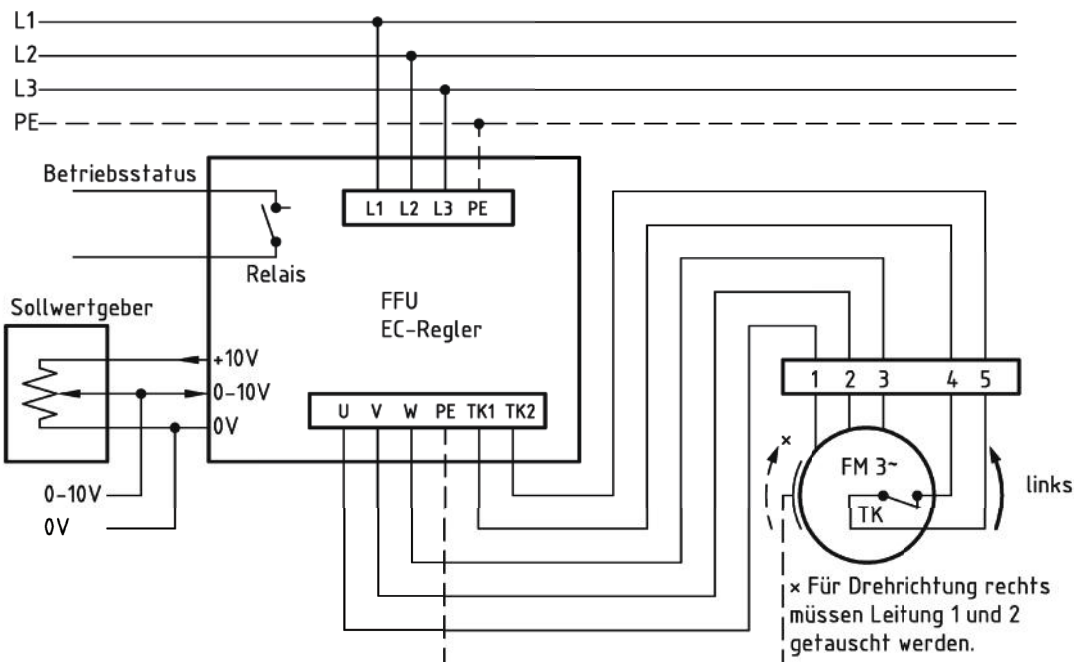 L1
L2
L3
PE
Betriebsstatus
L1 L2 L3 PE
Relais
FFU
EC-Regler
Sollwertgeber
+10V
0-10V
0V
U V W PE TK1 TK2
0-10V
0V
1 2 3 4 5
×
FM 3~
TK
links
× Für Drehrichtung rechts
müssen Leitung 1 und 2
getauscht werden.